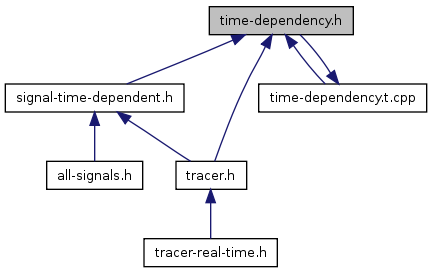 time-dependency.h
signal-time-dependent.h
time-dependency.t.cpp
all-signals.h
tracer.h
tracer-real-time.h